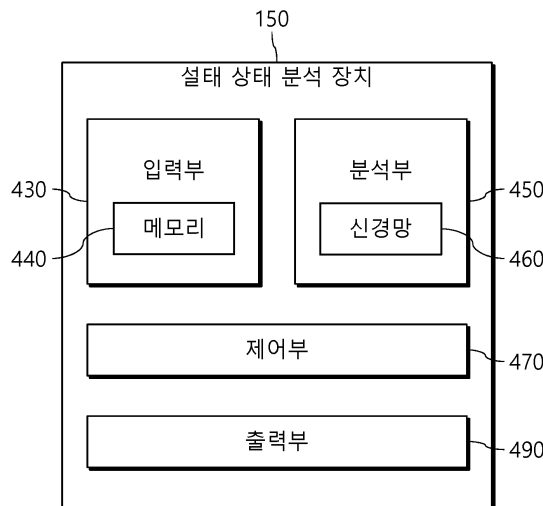 150
설태 상태 분석 장치
입력부
분석부
430
450
메모리
신경망
440
460
제어부
470
출력부
490